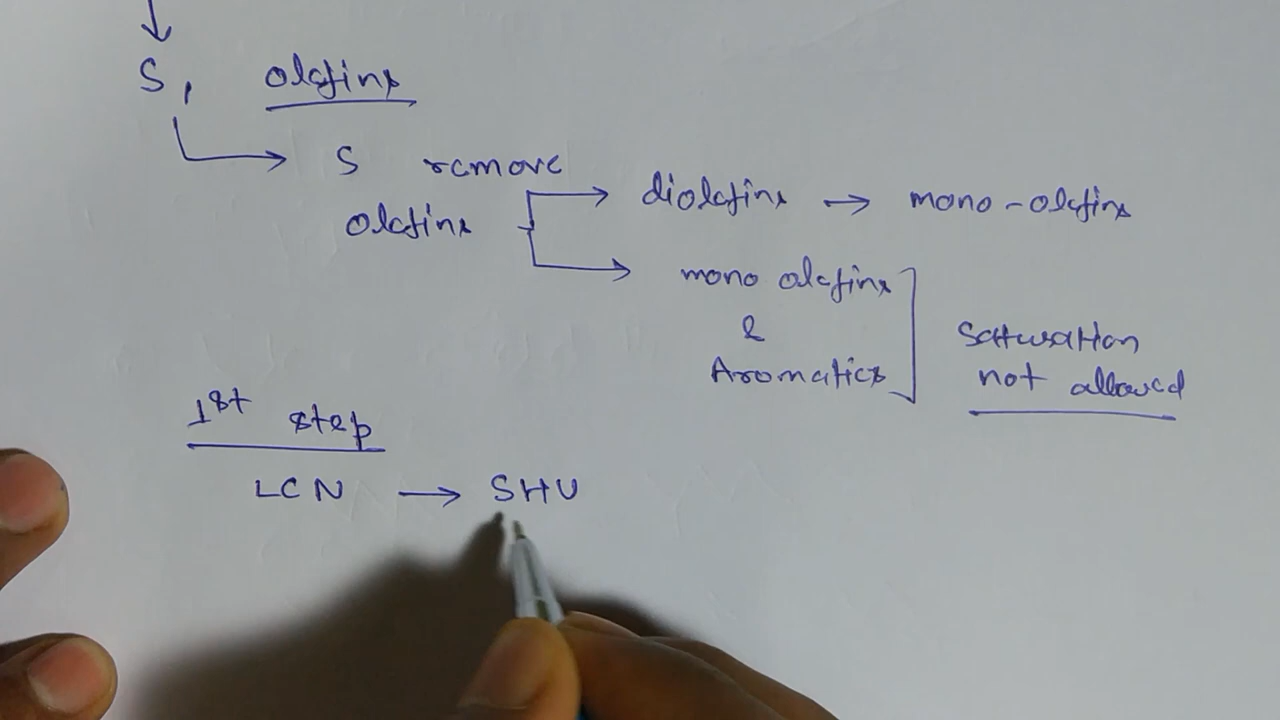 S, olefins
S remove
olefins
diolefins → mono-olefins
mono olefins
&
Aromatics
Saturation
not allowed
1st step
LCN → SHU